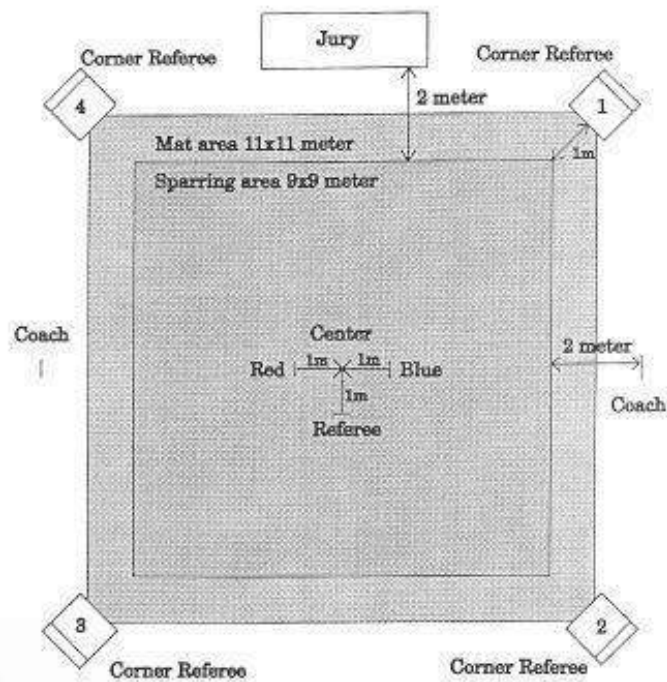 Jury
Corner Referee
Corner Referee
4
1
2 meter
Mat area 11x11 meter
1m
Sparring area 9x9 meter
Coach
Center
2 meter
Red
1m
1m
Blue
1m
Coach
Referee
3
2
Corner Referee
Corner Referee